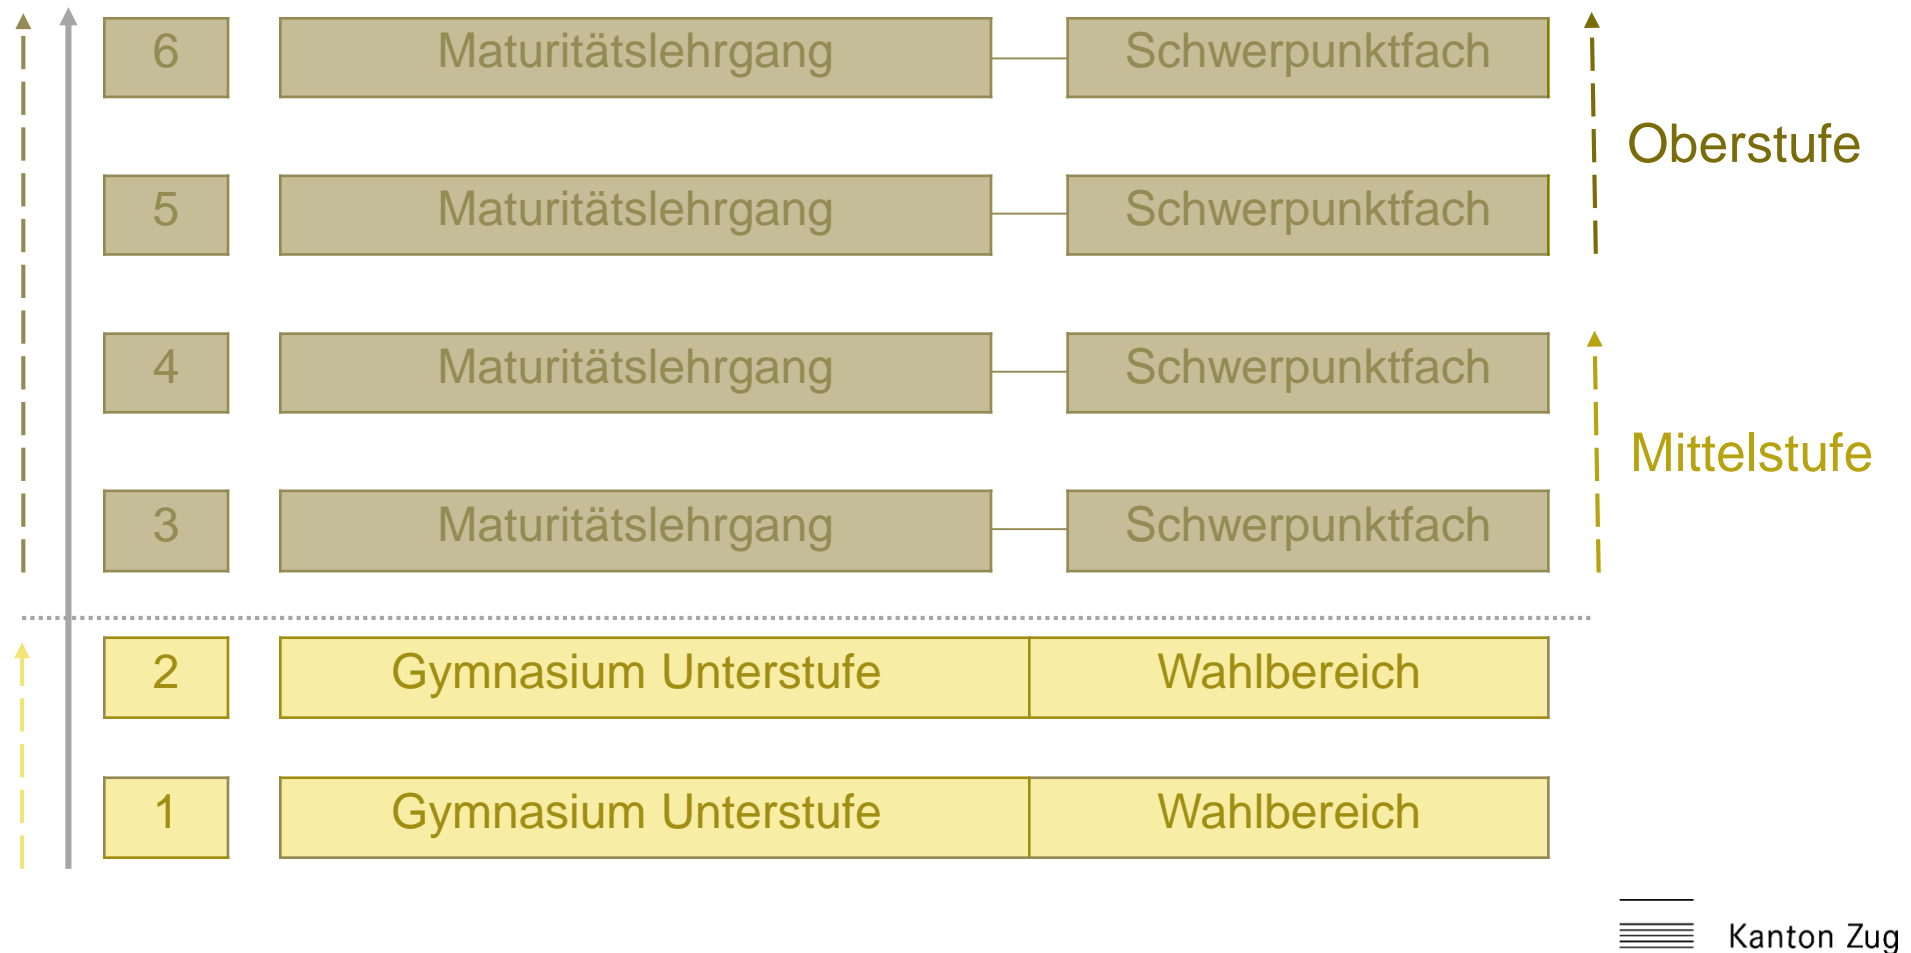 6 Maturitätslehrgang Schwerpunktfach
Oberstufe
5 Maturitätslehrgang Schwerpunktfach
4 Maturitätslehrgang Schwerpunktfach
Mittelstufe
3 Maturitätslehrgang Schwerpunktfach
2 Gymnasium Unterstufe Wahlbereich
1 Gymnasium Unterstufe Wahlbereich
Kanton Zug